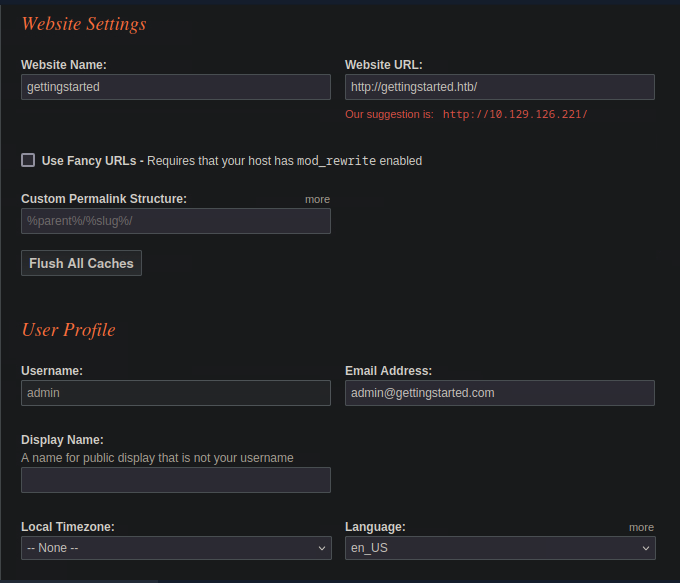 Website Settings
Website Name: Website URL:
gettingstarted http://gettingstarted.htb/
Our suggestion is: http://10.129.126.221/
Use Fancy URLs - Requires that your host has mod_rewrite enabled
Custom Permalink Structure: more
%parent%/%slug%/
Flush All Caches
User Profile
Username: Email Address:
admin admin@gettingstarted.com
Display Name:
A name for public display that is not your username
Local Timezone: Language: more
-- None -- en_US